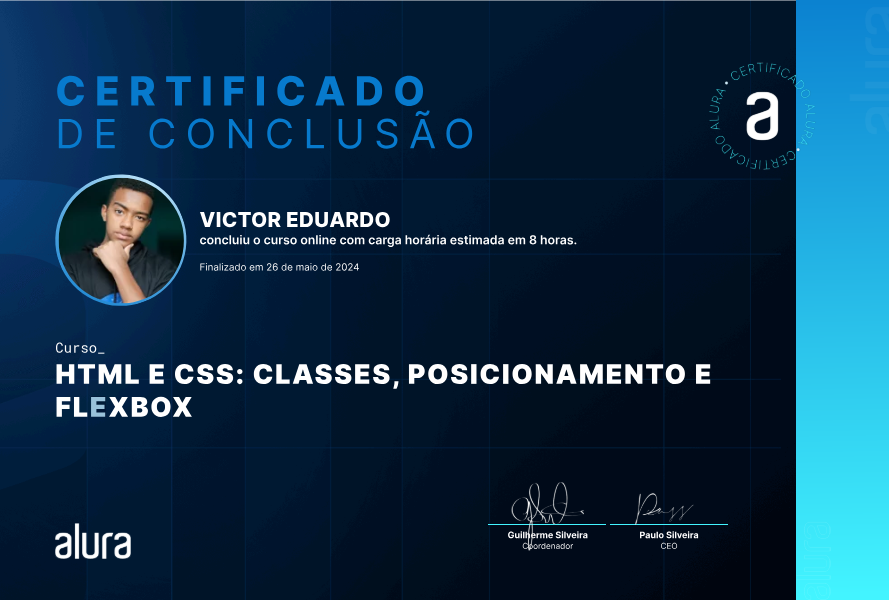 CERTIFICADO
DE CONCLUSÃO
CERTIFICADO ALURA • CERTIFICADO ALURA •
a
VICTOR EDUARDO
concluiu o curso online com carga horária estimada em 8 horas.
Finalizado em 26 de maio de 2024
Curso_
HTML E CSS: CLASSES, POSICIONAMENTO E
FLEXBOX
alura
Guilherme Silveira
Coordenador
Paulo Silveira
CEO
alura
alura